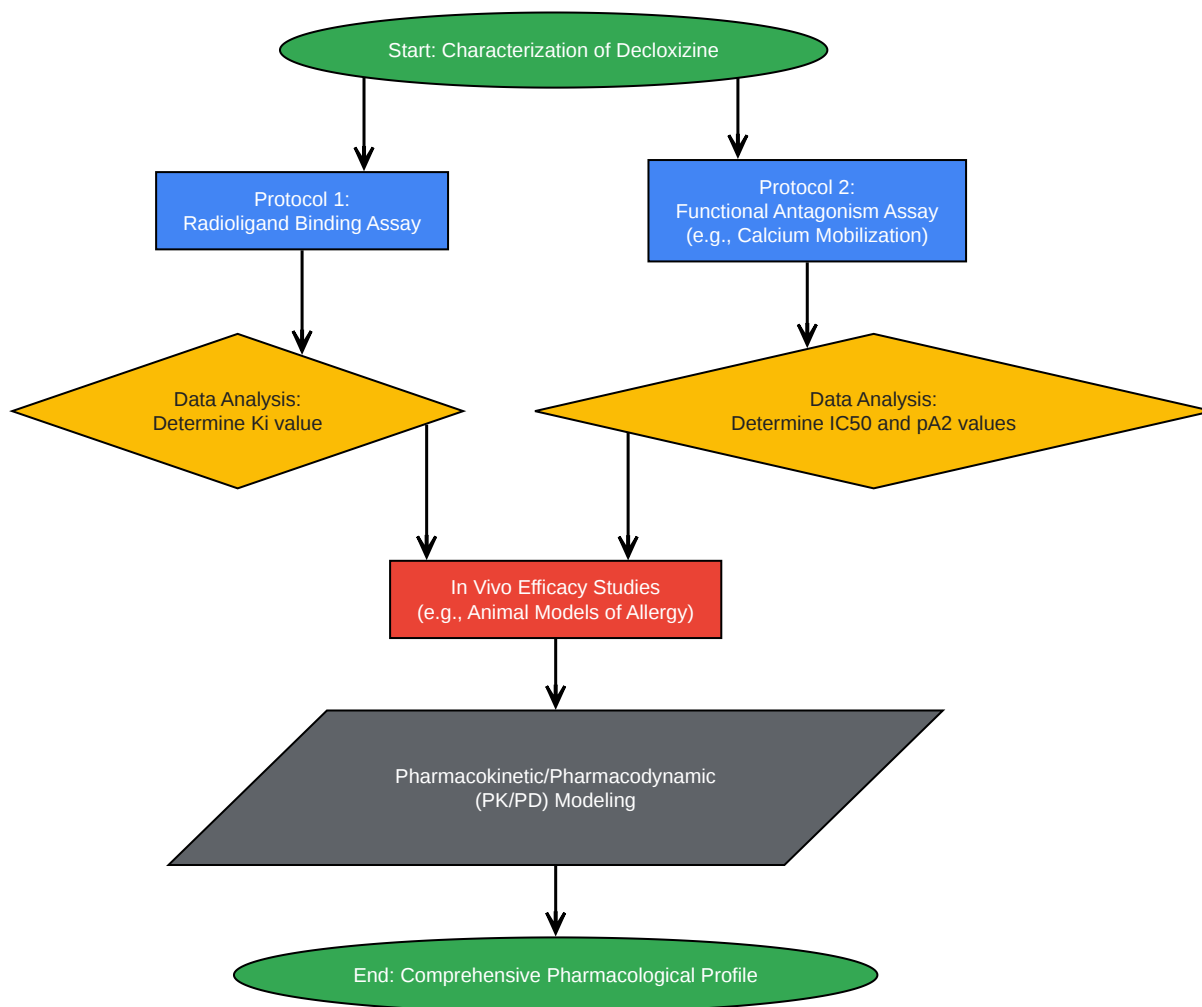 Start: Characterization of Decloxizine
Protocol 1:
Radioligand Binding Assay
Protocol 2:
Functional Antagonism Assay
(e.g., Calcium Mobilization)
Data Analysis:
Determine Ki value
Data Analysis:
Determine IC50 and pA2 values
In Vivo Efficacy Studies
(e.g., Animal Models of Allergy)
Pharmacokinetic/Pharmacodynamic
(PK/PD) Modeling
End: Comprehensive Pharmacological Profile